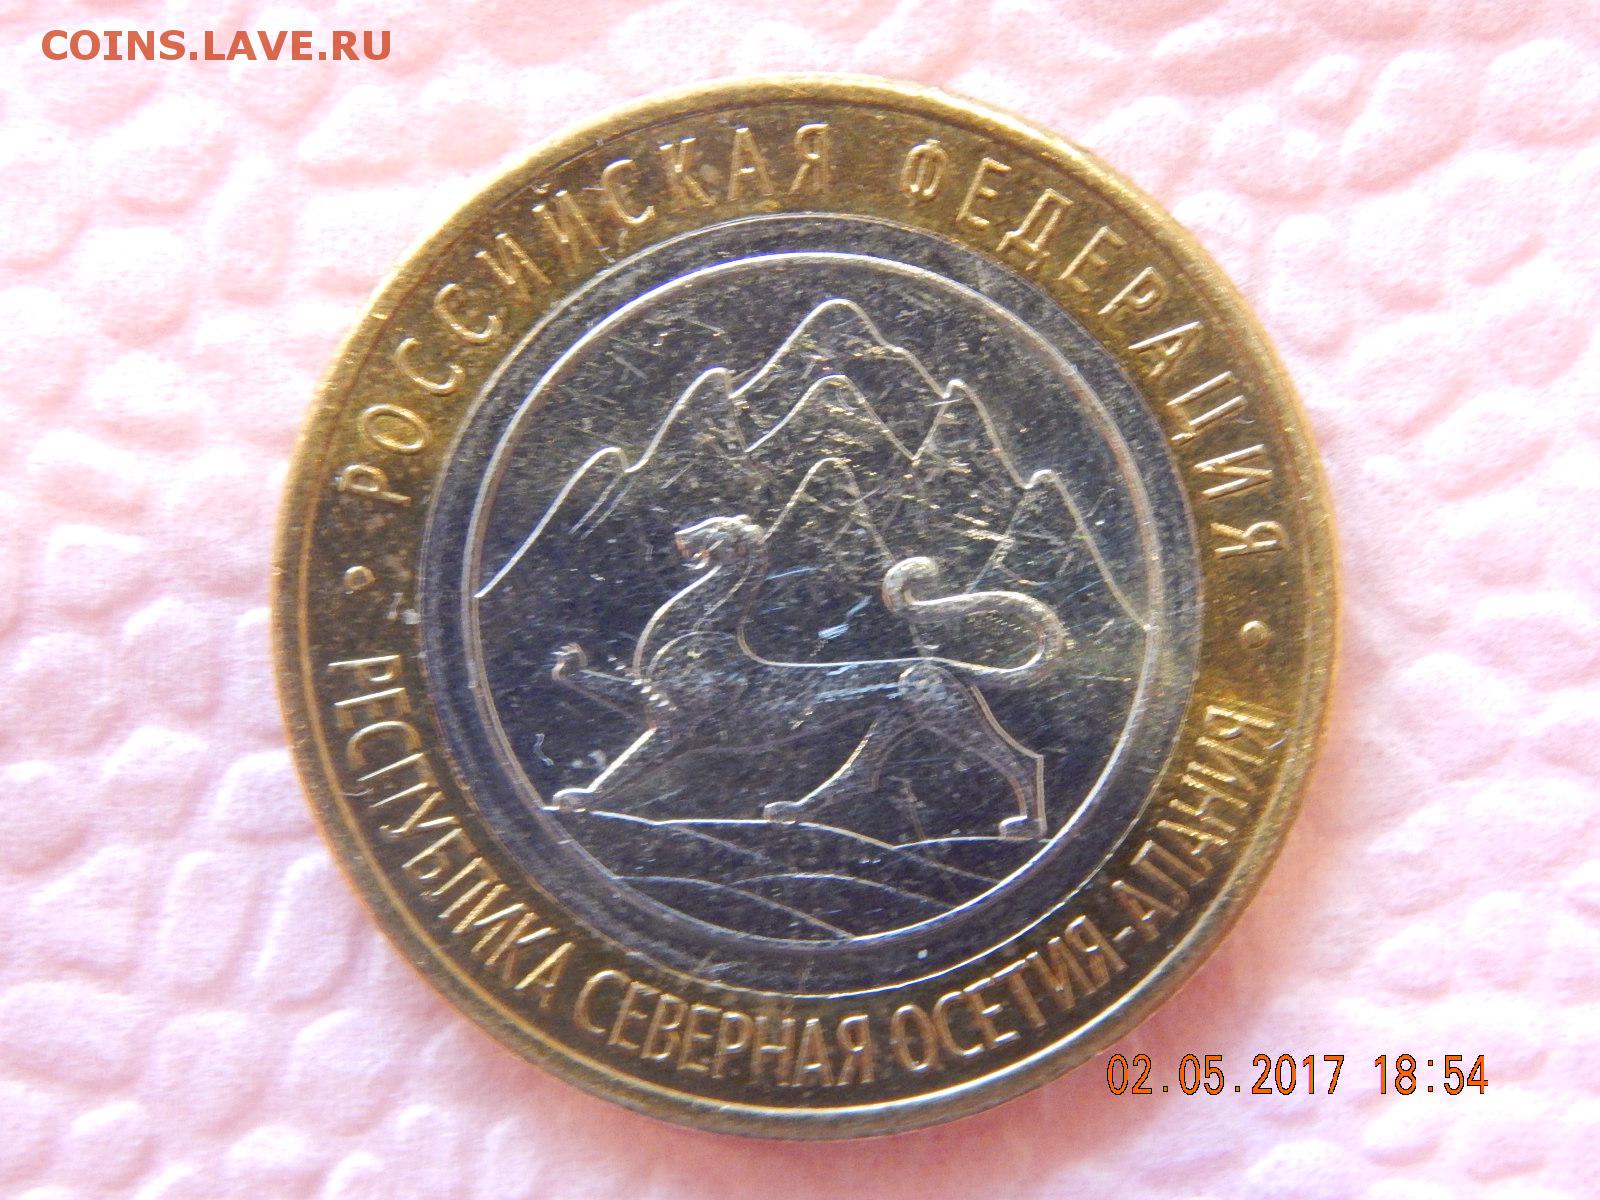 COINS.LAVE.RU
РОССИЙСКАЯ ФЕДЕРАЦИЯ
РЕСПУБЛИКА СЕВЕРНАЯ ОСЕТИЯ-АЛАНИЯ
02.05.2017 18:54